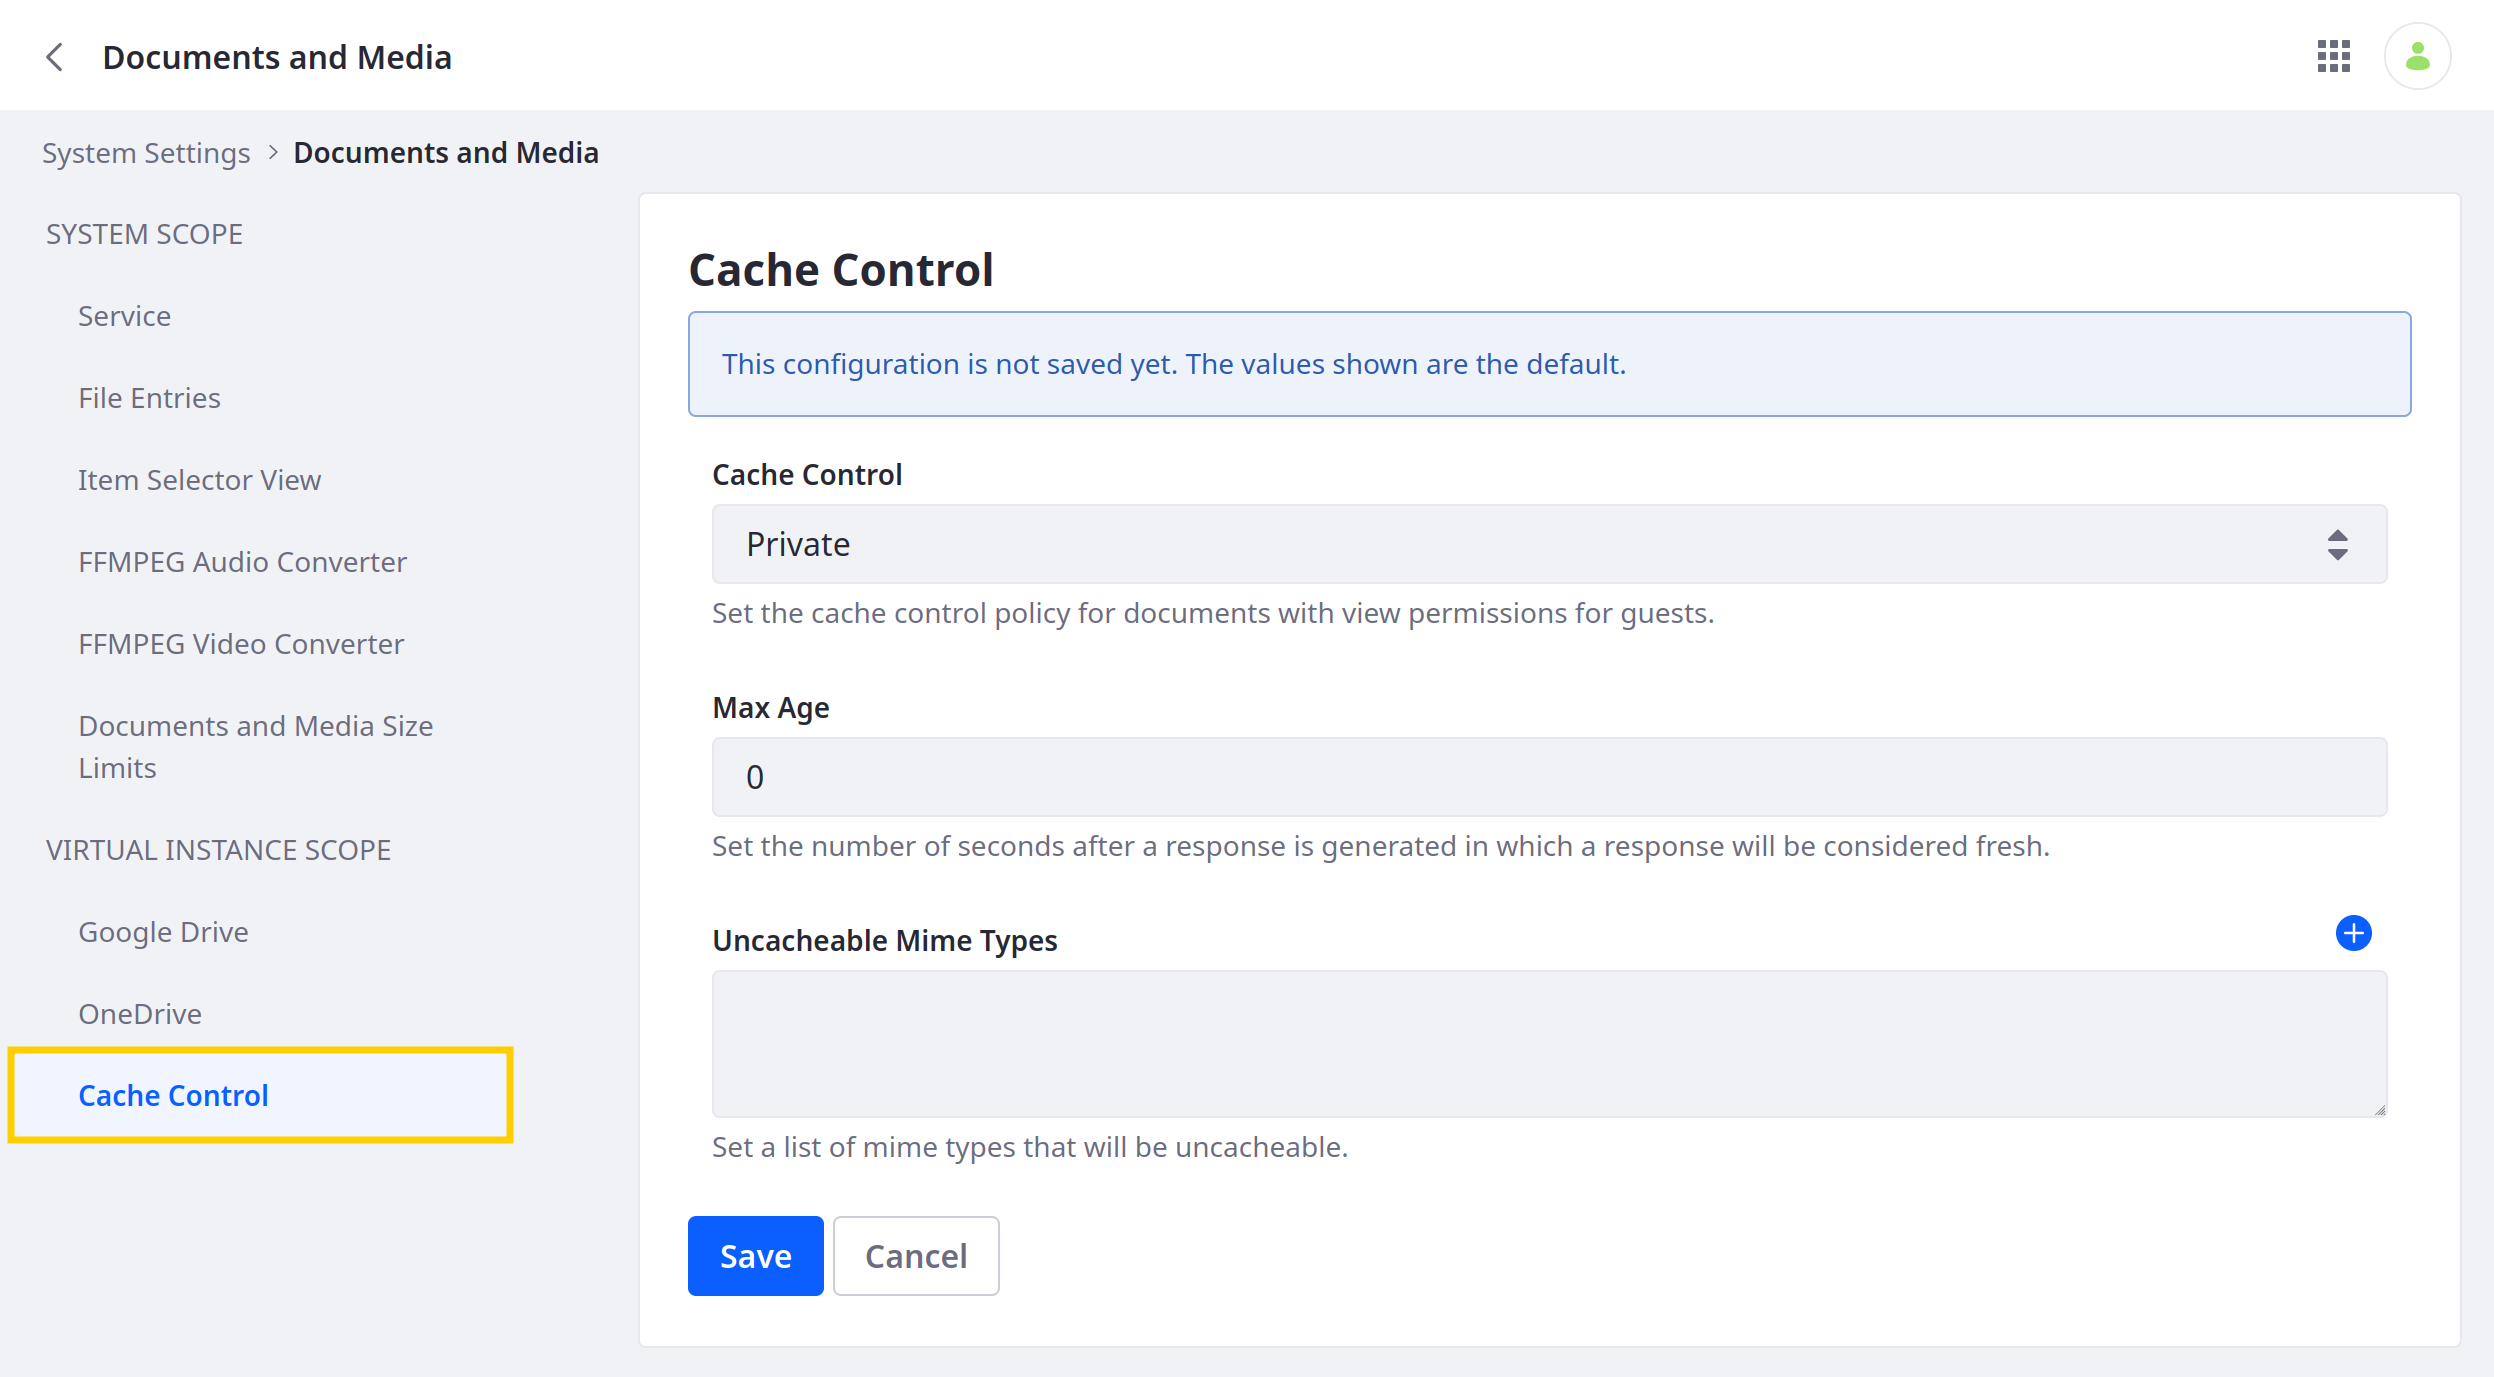 Documents and Media
System Settings
Documents and Media
SYSTEM SCOPE
Service
File Entries
Item Selector View
FFMPEG Audio Converter
FFMPEG Video Converter
Documents and Media Size
Limits
VIRTUAL INSTANCE SCOPE
Google Drive
OneDrive
Cache Control
Cache Control
This configuration is not saved yet. The values shown are the default.
Cache Control
Private
Set the cache control policy for documents with view permissions for guests.
Max Age
0
Set the number of seconds after a response is generated in which a response will be considered fresh.
Uncacheable Mime Types
Set a list of mime types that will be uncacheable.
Save Cancel